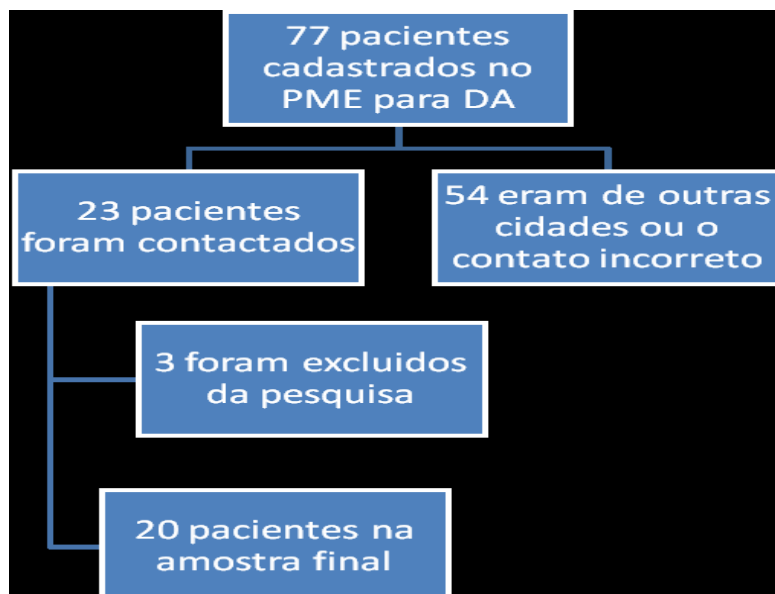 77 pacientes
cadastrados no
PME para DA
23 pacientes
foram contactados
54 eram de outras
cidades ou o
contato incorreto
3 foram excluidos
da pesquisa
20 pacientes na
amostra final